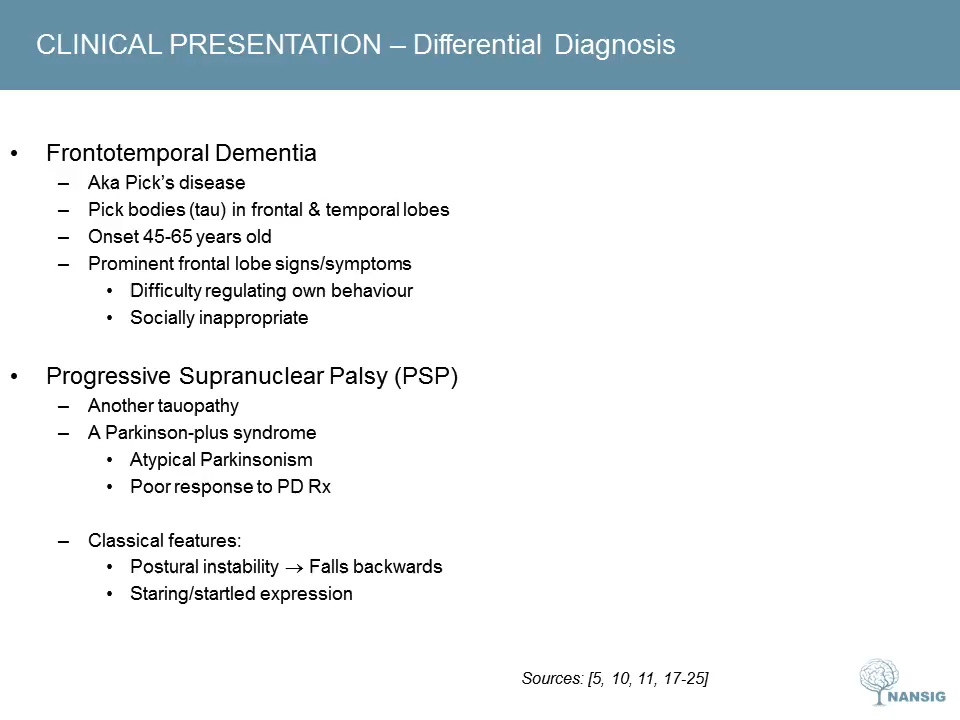 CLINICAL PRESENTATION – Differential Diagnosis
• Frontotemporal Dementia
– Aka Pick’s disease
– Pick bodies (tau) in frontal & temporal lobes
– Onset 45-65 years old
– Prominent frontal lobe signs/symptoms
• Difficulty regulating own behaviour
• Socially inappropriate
• Progressive Supranuclear Palsy (PSP)
– Another tauopathy
– A Parkinson-plus syndrome
• Atypical Parkinsonism
• Poor response to PD Rx
– Classical features:
• Postural instability → Falls backwards
• Staring/startled expression
Sources: [5, 10, 11, 17-25]
NANSIG